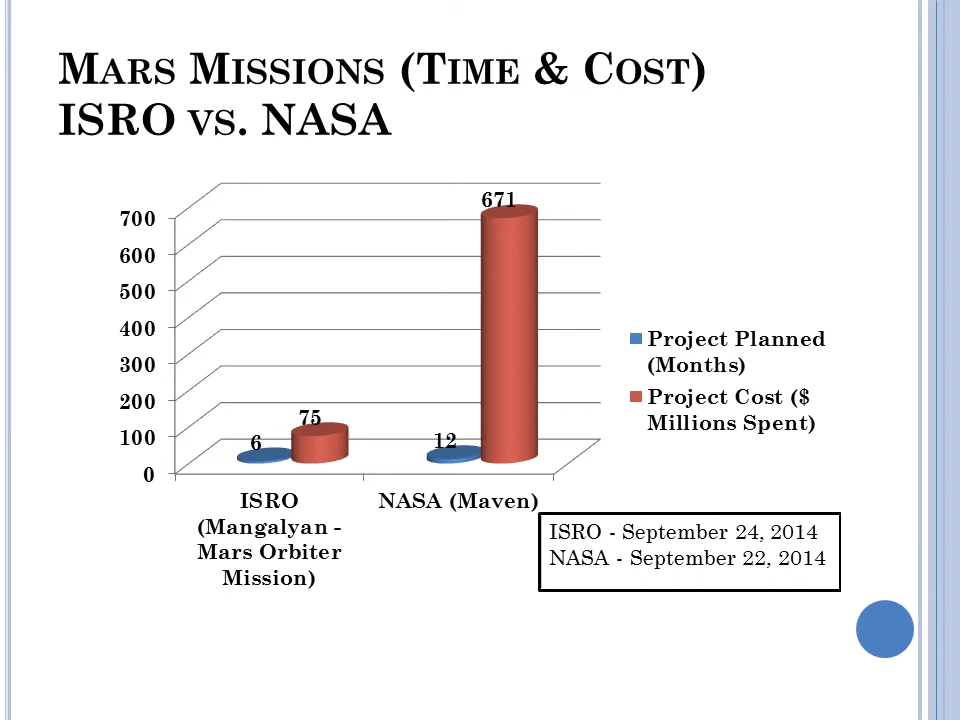 MARS MISSIONS (TIME & COST)
ISRO VS. NASA
671
700
600
500
400
300
200
100
0
75
6
12
Project Planned
(Months)
Project Cost ($
Millions Spent)
ISRO
(Mangalyan -
Mars Orbiter
Mission)
NASA (Maven)
ISRO - September 24, 2014
NASA - September 22, 2014